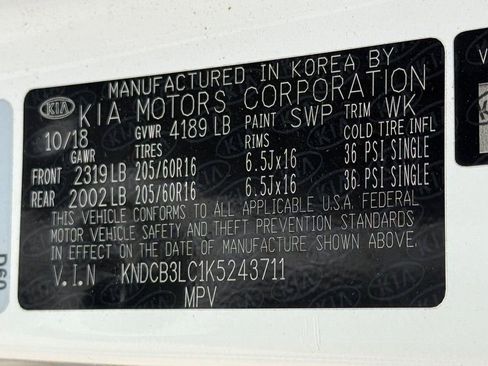 MANUFACTURED IN KOREA BY
KIA KIA MOTORS CORPORATION
10/18 GVWR 4189 LB PAINT SWP TRIM WK
GAWR TIRES RIMS COLD TIRE INFL
FRONT 2319 LB 205/60R16 6.5Jx16 36 PSI SINGLE
REAR 2002 LB 205/60R16 6.5Jx16 36 PSI SINGLE
THIS VEHICLE CONFORMS TO ALL APPLICABLE U.S.A. FEDERAL
MOTOR VEHICLE SAFETY AND THEFT PREVENTION STANDARDS
IN EFFECT ON THE DATE OF MANUFACTURE SHOWN ABOVE.
V.I.N KNDCB3LC1K5243711
MPV